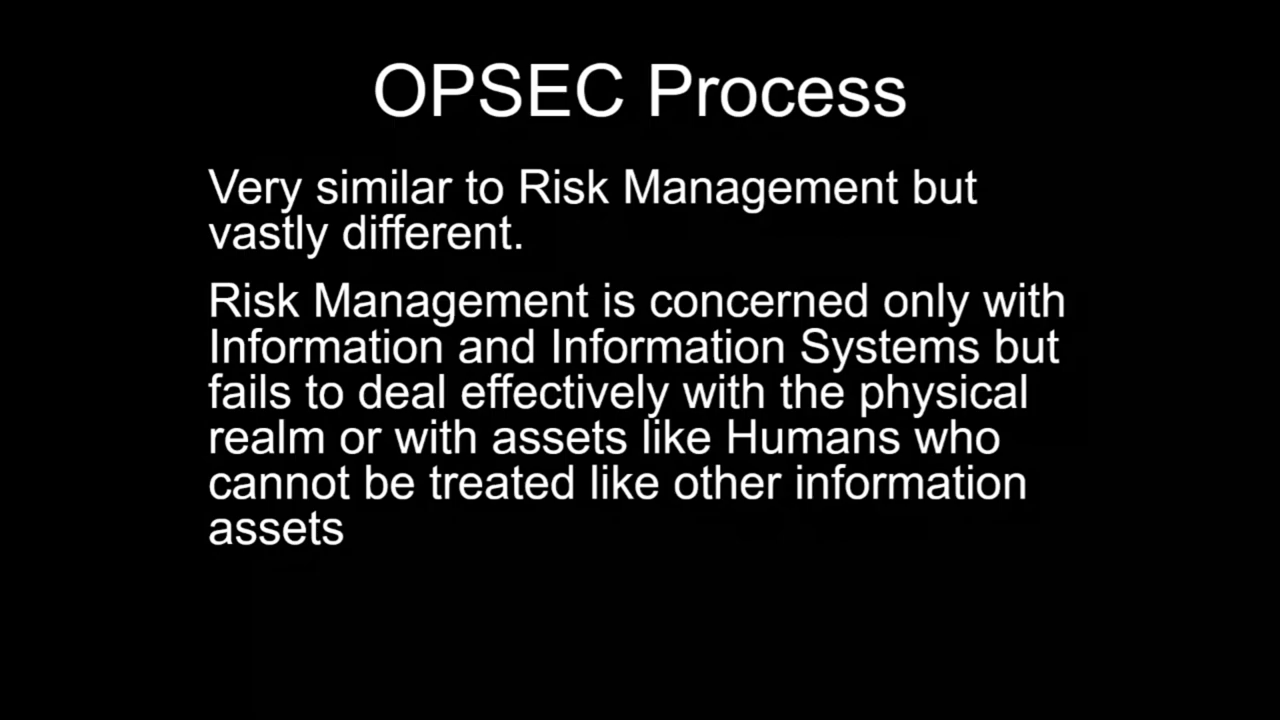 OPSEC Process
Very similar to Risk Management but
vastly different.
Risk Management is concerned only with
Information and Information Systems but
fails to deal effectively with the physical
realm or with assets like Humans who
cannot be treated like other information
assets